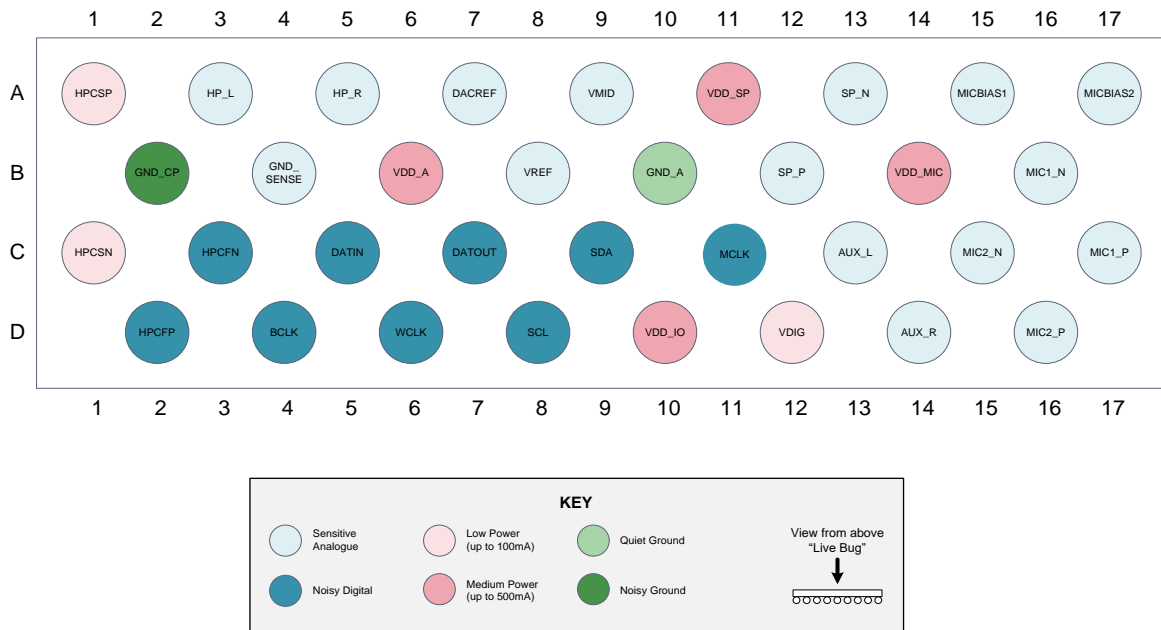 1 2 3 4 5 6 7 8 9 10 11 12 13 14 15 16 17
A HPCSP HP_L HP_R DACREF VMID VDD_SP SP_N MICBIAS1 MICBIAS2
B GND_CP GND_
SENSE VDD_A VREF GND_A SP_P VDD_MIC MIC1_N
C HPCSN HPCFN DATIN DATOUT SDA MCLK AUX_L MIC2_N MIC1_P
D HPCFP BCLK WCLK SCL VDD_IO VDIG AUX_R MIC2_P
1 2 3 4 5 6 7 8 9 10 11 12 13 14 15 16 17
KEY
Sensitive
Analogue
Low Power
(up to 100mA)
Quiet Ground
View from above
“Live Bug”
Noisy Digital
Medium Power
(up to 500mA)
Noisy Ground